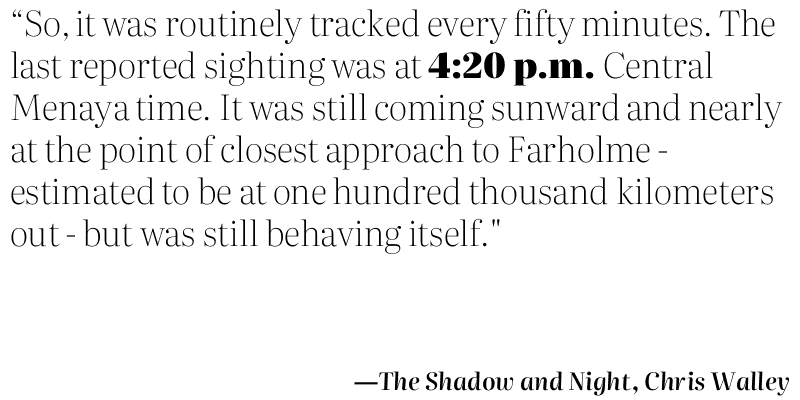 “So, it was routinely tracked every fifty minutes. The
last reported sighting was at 4:20 p.m. Central
Menaya time. It was still coming sunward and nearly
at the point of closest approach to Farholme -
estimated to be at one hundred thousand kilometers
out - but was still behaving itself."
—The Shadow and Night, Chris Walley